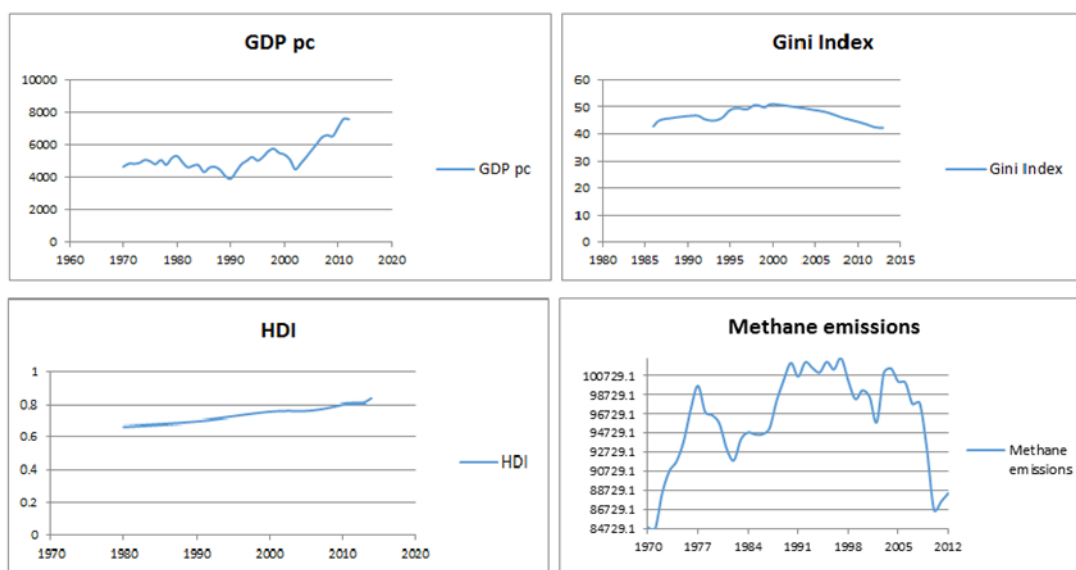 GDP pc
10000
8000
6000
4000
2000
0
1960 1970 1980 1990 2000 2010 2020
GDP pc
Gini Index
60
50
40
30
20
10
0
1980 1985 1990 1995 2000 2005 2010 2015
Gini Index
HDI
1
0.8
0.6
0.4
0.2
0
1970 1980 1990 2000 2010 2020
HDI
Methane emissions
100729.1
98729.1
96729.1
94729.1
92729.1
90729.1
88729.1
86729.1
84729.1
1970 1977 1984 1991 1998 2005 2012
Methane
emissions